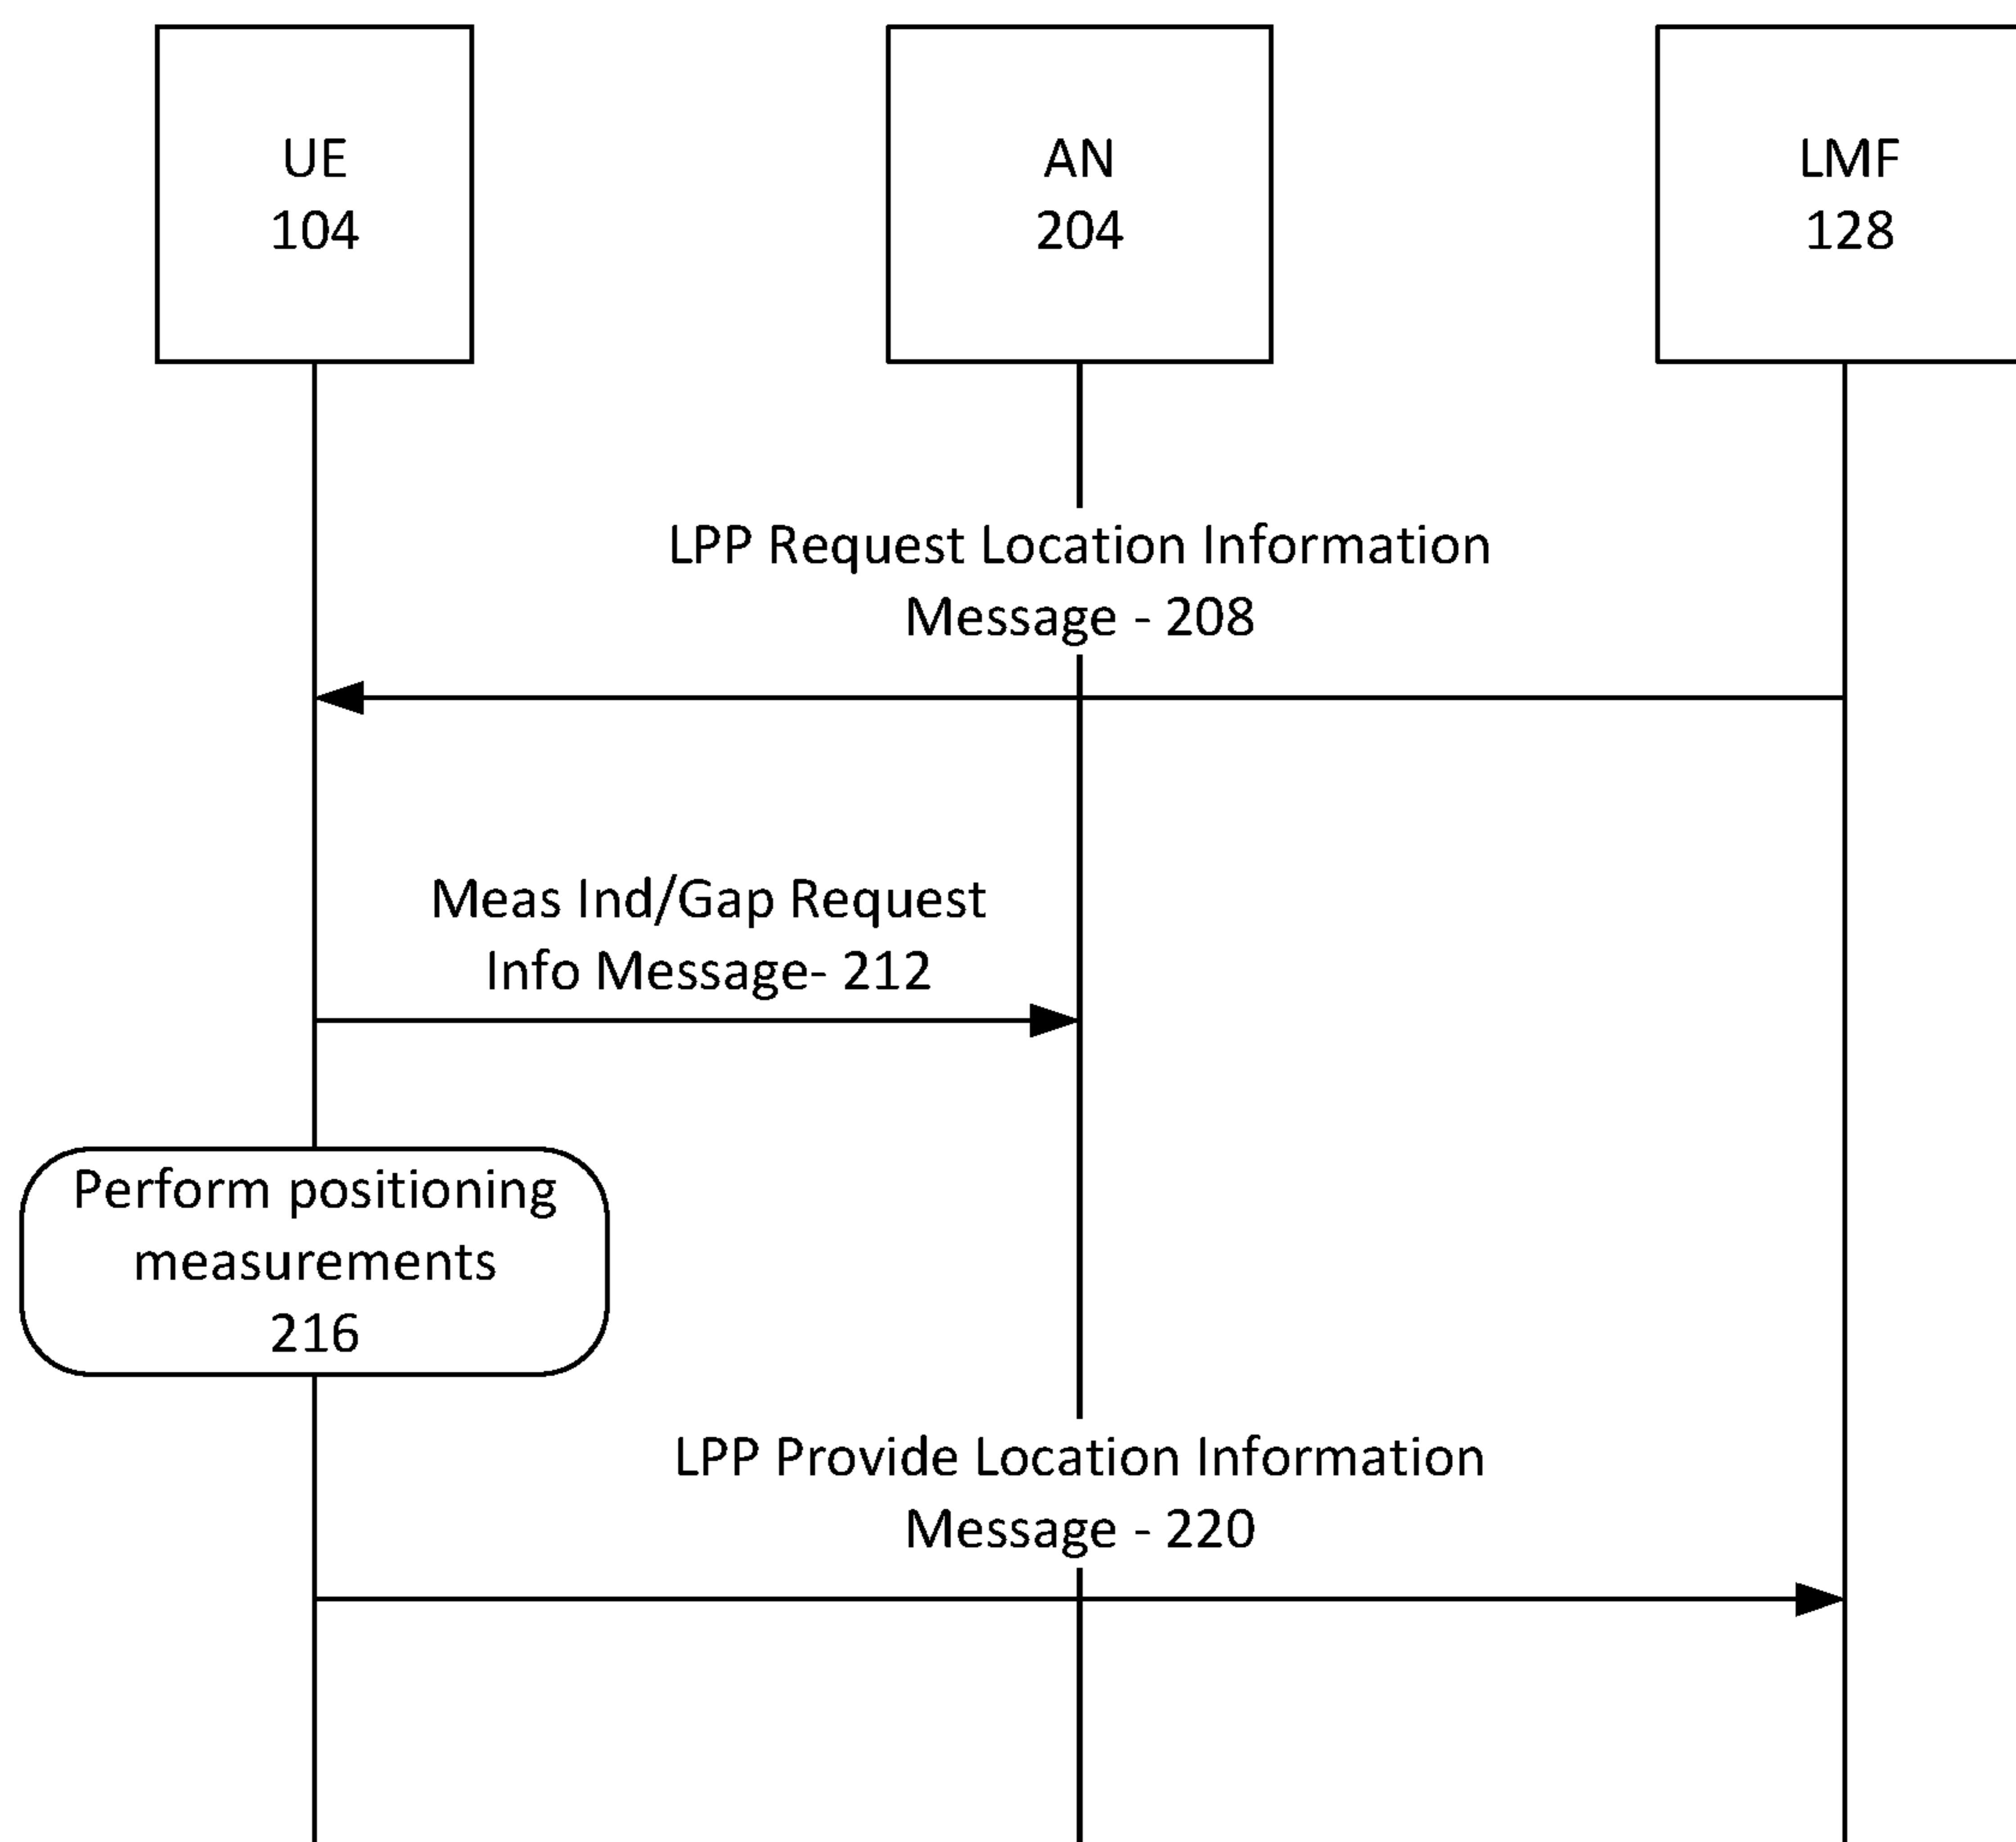 UE
104
AN
204
LMF
128
LPP Request Location Information
Message - 208
Meas Ind/Gap Request
Info Message- 212
Perform positioning
measurements
216
LPP Provide Location Information
Message - 220